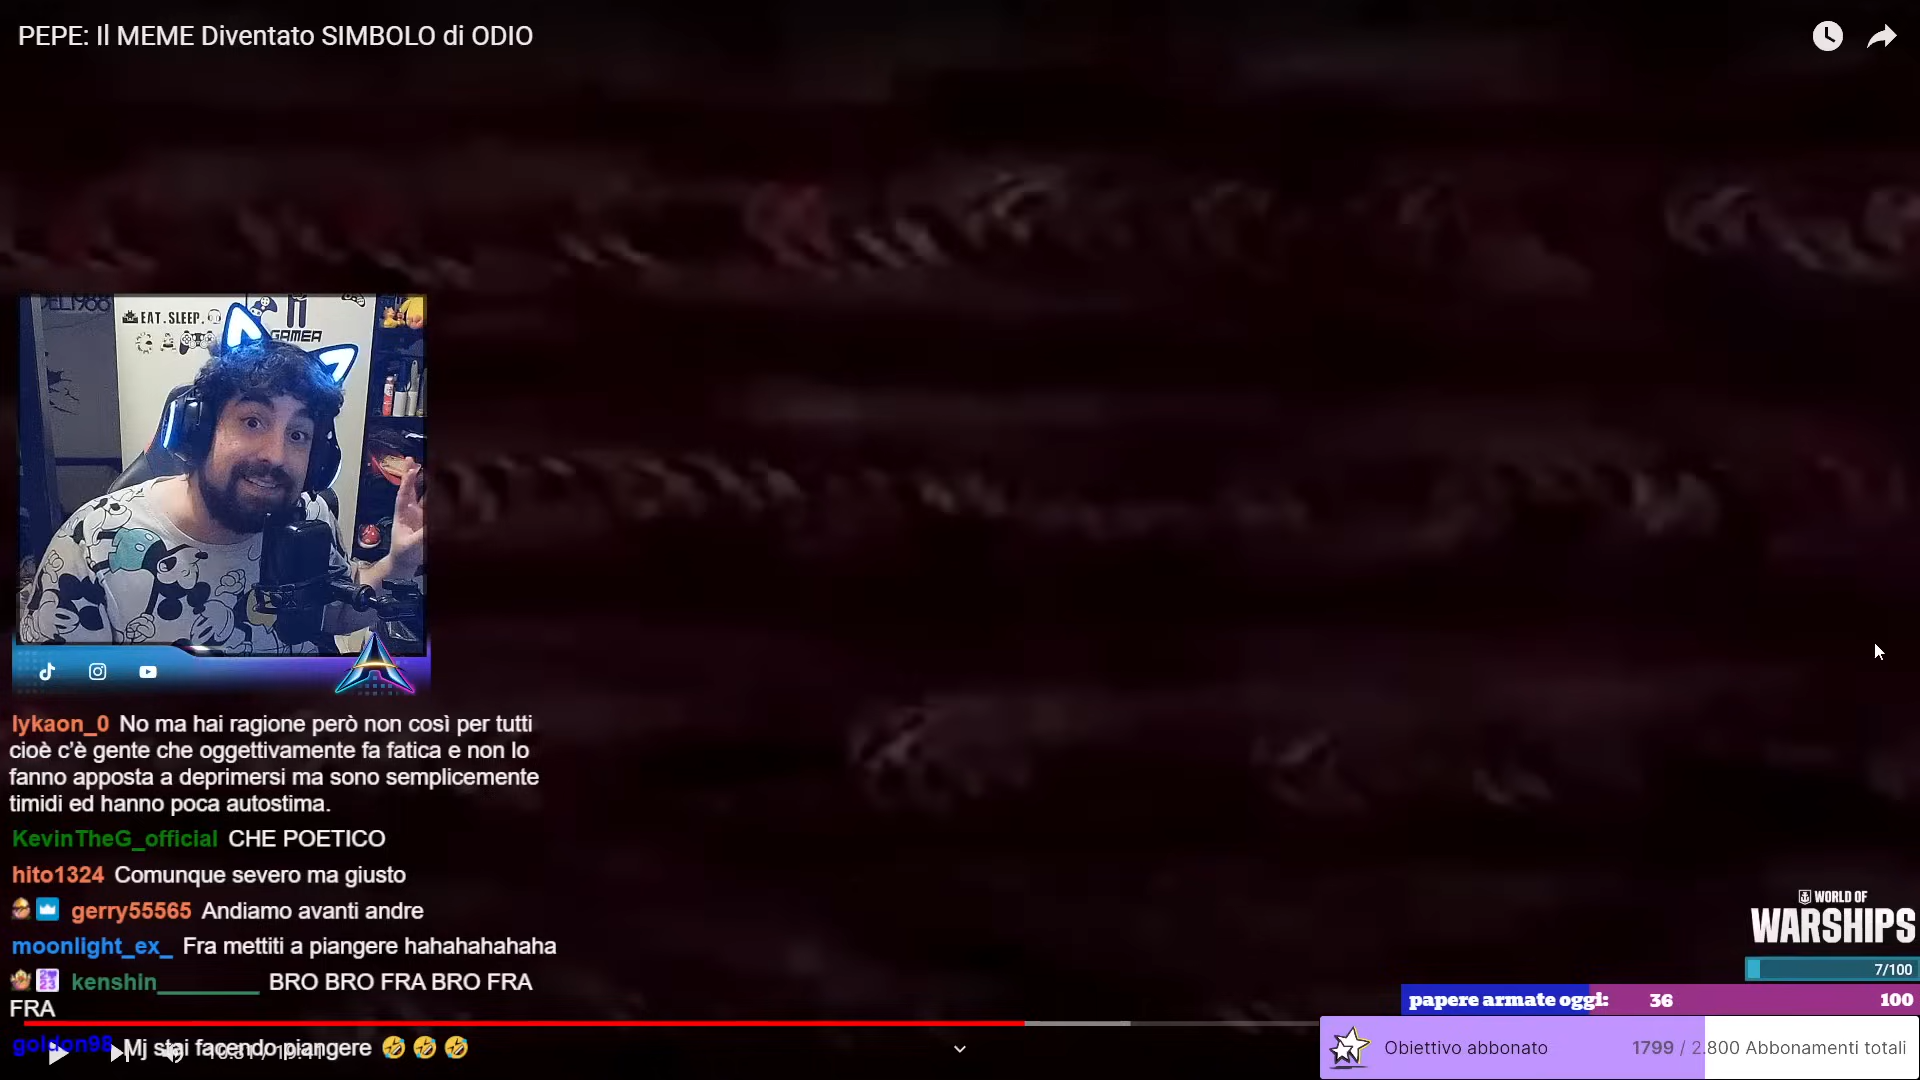 PEPE: Il MEME Diventato SIMBOLO di ODIO
EAT.SLEEP.
GAMER
lykaon_0 No ma hai ragione però non così per tutti
cioè c'è gente che oggettivamente fa fatica e non lo
fanno apposta a deprimersi ma sono semplicemente
timidi ed hanno poca autostima.
KevinTheG_official CHE POETICO
hito1324 Comunque severo ma giusto
gerry55565 Andiamo avanti andre
moonlight_ex_ Fra mettiti a piangere hahahahahaha
kenshin________ BRO BRO FRA BRO FRA
FRA
goldon98 Mj stai facendo piangere 🤣 🤣 🤣
WORLD OF
WARSHIPS
7/100
papere armate oggi: 36 100
Obiettivo abbonato 1799 / 2.800 Abbonamenti totali